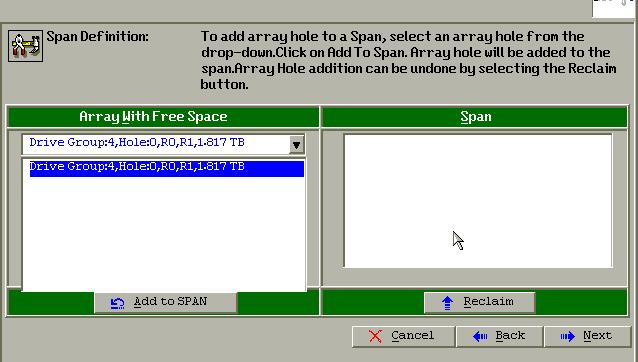 Span Definition:
To add array hole to a Span, select an array hole from the
drop-down.Click on Add To Span. Array hole will be added to the
span.Array Hole addition can be undone by selecting the Reclaim
button.
Array With Free Space
Span
Drive Group:4,Hole:0,R0,R1,1.817 TB
Drive Group:4,Hole:0,R0,R1,1.817 TB
Add to SPAN
Reclaim
Cancel
Back
Next